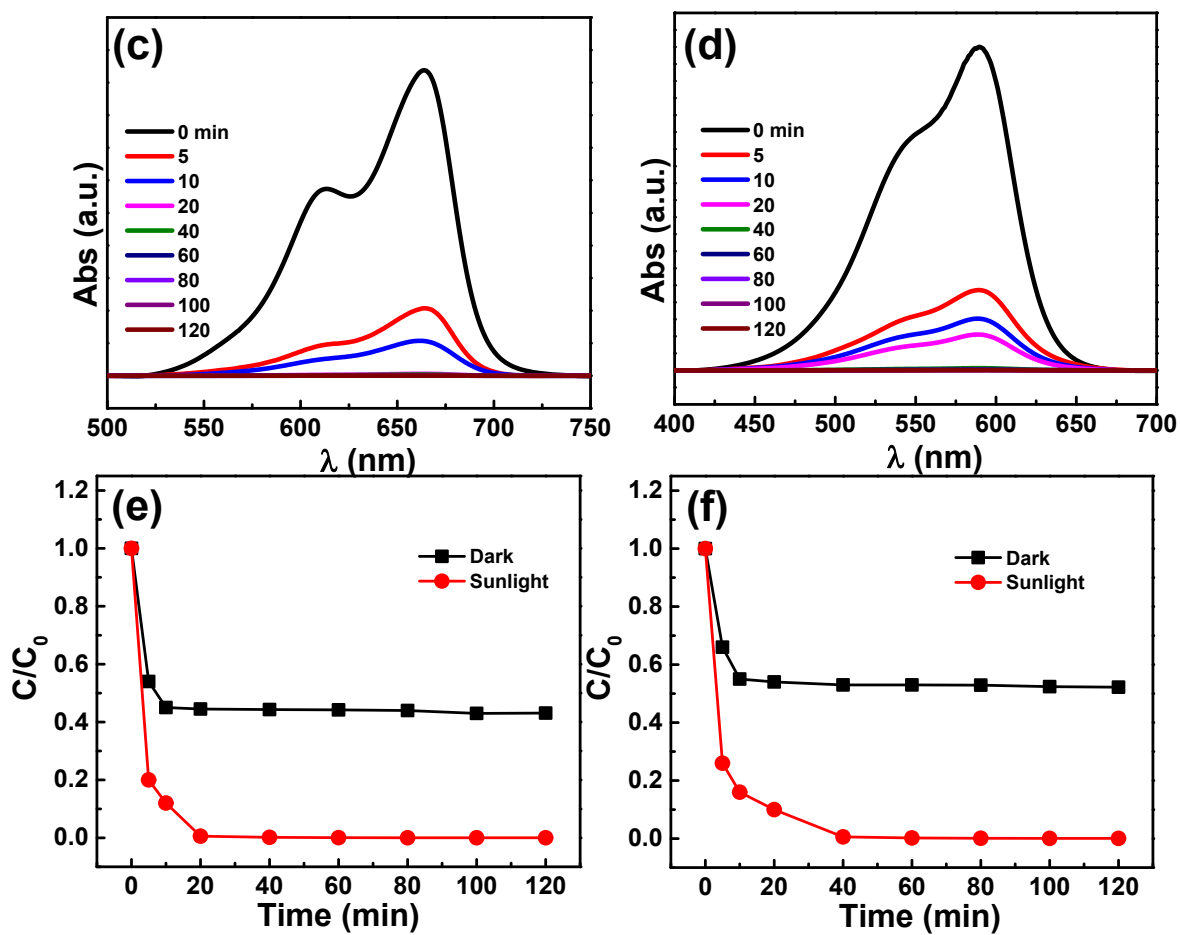 (c)
0 min
5
10
20
40
60
80
100
120
Abs (a.u.)
500 550 600 650 700 750
λ (nm)
(d)
0 min
5
10
20
40
60
80
100
120
Abs (a.u.)
400 450 500 550 600 650 700
λ (nm)
(e)
Dark
Sunlight
1.2
1.0
0.8
0.6
0.4
0.2
0.0
C/C₀
0 20 40 60 80 100 120
Time (min)
(f)
Dark
Sunlight
1.2
1.0
0.8
0.6
0.4
0.2
0.0
C/C₀
0 20 40 60 80 100 120
Time (min)